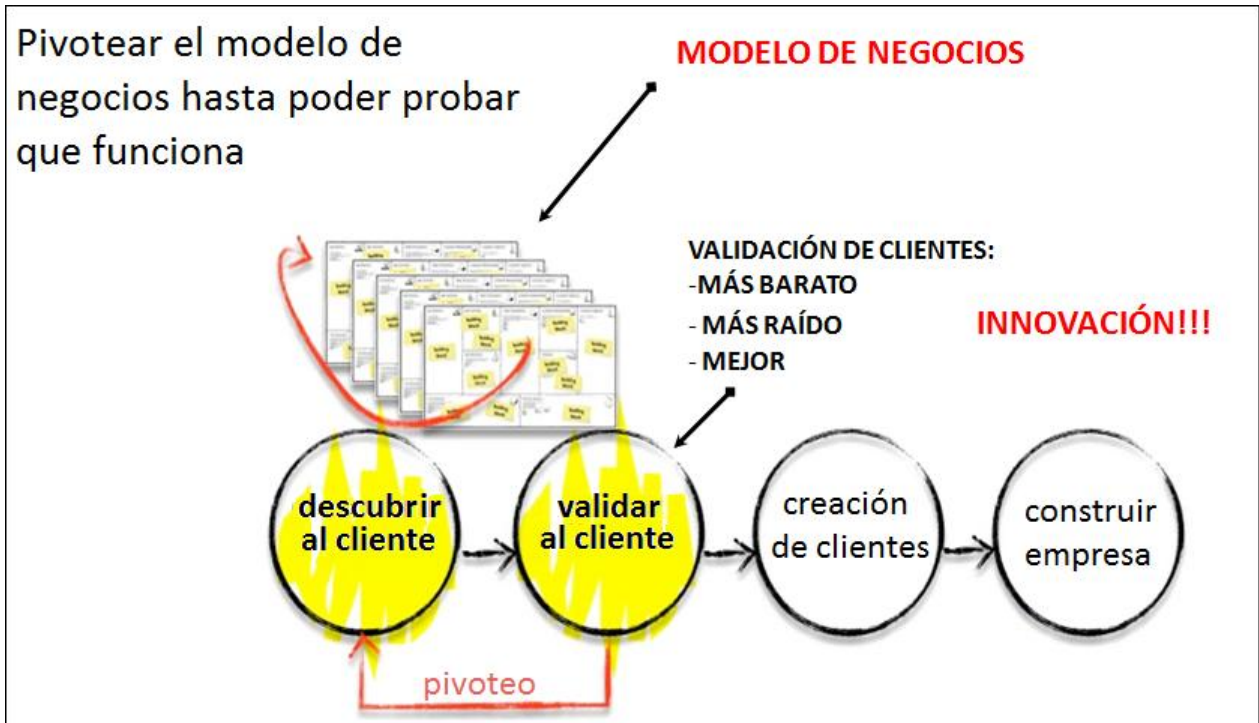 Pivotear el modelo de
negocios hasta poder probar
que funciona
MODELO DE NEGOCIOS
VALIDACIÓN DE CLIENTES:
-MÁS BARATO
- MÁS RAÍDO
- MEJOR
INNOVACIÓN!!!
descubrir
al cliente
validar
al cliente
creación
de clientes
construir
empresa
pivoteo